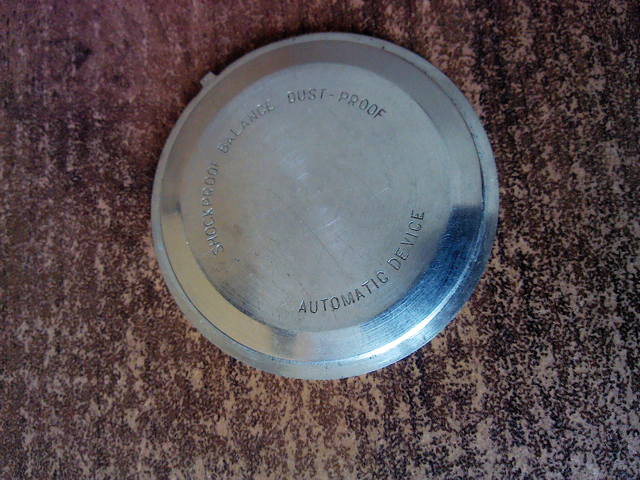 SHOCKPROOF BALANCE DUST-PROOF
AUTOMATIC DEVICE